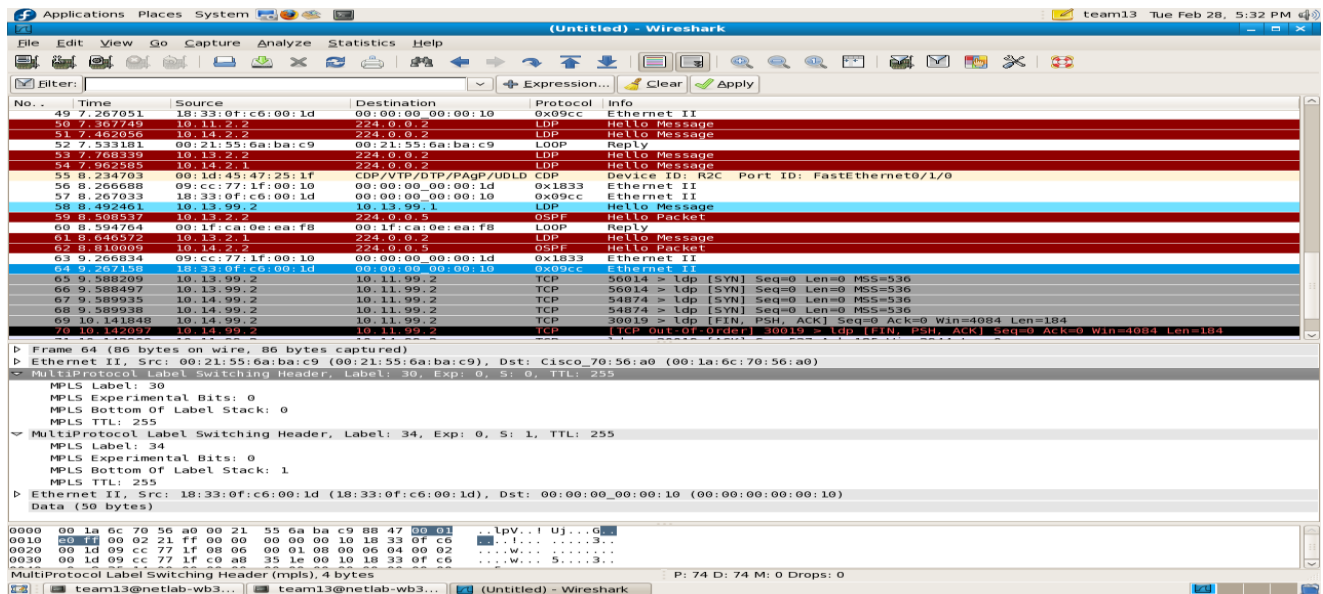 Applications Places System team13 Tue Feb 28, 5:32 PM
(Untitled) - Wireshark
File Edit View Go Capture Analyze Statistics Help
Filter: Expression... Clear Apply
No. . Time Source Destination Protocol Info
49 7.267051 18:33:0f:c6:00:1d 00:00:00_00:00:10 0x09cc Ethernet II
50 7.367749 10.11.2.2 224.0.0.2 LDP Hello Message
51 7.462056 10.14.2.2 224.0.0.2 LDP Hello Message
52 7.533181 00:21:55:6a:ba:c9 00:21:55:6a:ba:c9 LOOP Reply
53 7.768339 10.13.2.2 224.0.0.2 LDP Hello Message
54 7.962585 10.14.2.1 224.0.0.2 LDP Hello Message
55 8.234703 00:1d:45:47:25:1f CDP/VTP/DTP/PAgP/UDLD CDP Device ID: R2C Port ID: FastEthernet0/1/0
56 8.266688 09:cc:77:1f:00:10 00:00:00_00:00:1d 0x1833 Ethernet II
57 8.267033 18:33:0f:c6:00:1d 00:00:00_00:00:10 0x09cc Ethernet II
58 8.492461 10.13.99.2 10.13.99.1 LDP Hello Message
59 8.508537 10.13.2.2 224.0.0.5 OSPF Hello Packet
60 8.594764 00:1f:ca:0e:ea:f8 00:1f:ca:0e:ea:f8 LOOP Reply
61 8.646572 10.13.2.1 224.0.0.2 LDP Hello Message
62 8.810009 10.14.2.2 224.0.0.5 OSPF Hello Packet
63 9.266834 09:cc:77:1f:00:10 00:00:00_00:00:1d 0x1833 Ethernet II
64 9.267158 18:33:0f:c6:00:1d 00:00:00_00:00:10 0x09cc Ethernet II
65 9.588209 10.13.99.2 10.11.99.2 TCP 56014 > ldp [SYN] Seq=0 Len=0 MSS=536
66 9.588497 10.13.99.2 10.11.99.2 TCP 56014 > ldp [SYN] Seq=0 Len=0 MSS=536
67 9.589935 10.14.99.2 10.11.99.2 TCP 54874 > ldp [SYN] Seq=0 Len=0 MSS=536
68 9.589938 10.14.99.2 10.11.99.2 TCP 54874 > ldp [SYN] Seq=0 Len=0 MSS=536
69 10.141848 10.14.99.2 10.11.99.2 TCP 30019 > ldp [FIN, PSH, ACK] Seq=0 Ack=0 Win=4084 Len=184
70 10.142097 10.14.99.2 10.11.99.2 TCP [TCP Out-Of-Order] 30019 > ldp [FIN, PSH, ACK] Seq=0 Ack=0 Win=4084 Len=184
Frame 64 (86 bytes on wire, 86 bytes captured)
Ethernet II, Src: 00:21:55:6a:ba:c9 (00:21:55:6a:ba:c9), Dst: Cisco_70:56:a0 (00:1a:6c:70:56:a0)
MultiProtocol Label Switching Header, Label: 30, Exp: 0, S: 0, TTL: 255
MPLS Label: 30
MPLS Experimental Bits: 0
MPLS Bottom Of Label Stack: 0
MPLS TTL: 255
MultiProtocol Label Switching Header, Label: 34, Exp: 0, S: 1, TTL: 255
MPLS Label: 34
MPLS Experimental Bits: 0
MPLS Bottom Of Label Stack: 1
MPLS TTL: 255
Ethernet II, Src: 18:33:0f:c6:00:1d (18:33:0f:c6:00:1d), Dst: 00:00:00_00:00:10 (00:00:00:00:00:10)
Data (50 bytes)
0000 00 1a 6c 70 56 a0 00 21 55 6a ba c9 88 47 00 01 ..lpV..! Uj...G..
0010 e0 ff 00 02 21 ff 00 00 00 00 00 10 18 33 0f c6 ....!... .....3..
0020 00 1d 09 cc 77 1f 08 06 00 01 08 00 06 04 00 02 ....w... ........
0030 00 1d 09 cc 77 1f c0 a8 35 1e 00 10 18 33 0f c6 ....w... 5....3..
MultiProtocol Label Switching Header (mpls), 4 bytes P: 74 D: 74 M: 0 Drops: 0
team13@netlab-wb3... team13@netlab-wb3... (Untitled) - Wireshark